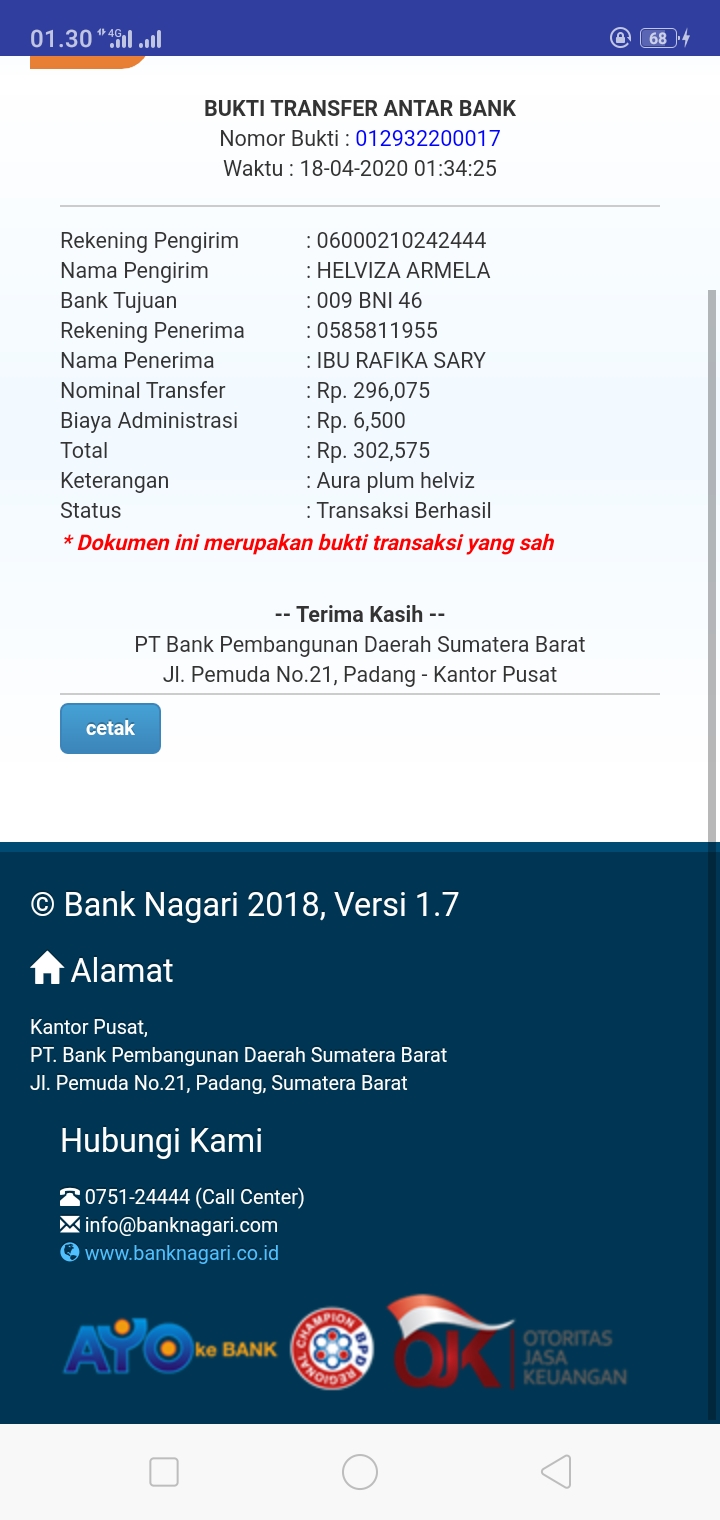 01.30 4G 68
BUKTI TRANSFER ANTAR BANK
Nomor Bukti : 012932200017
Waktu : 18-04-2020 01:34:25
Rekening Pengirim : 06000210242444
Nama Pengirim : HELVIZA ARMELA
Bank Tujuan : 009 BNI 46
Rekening Penerima : 0585811955
Nama Penerima : IBU RAFIKA SARY
Nominal Transfer : Rp. 296,075
Biaya Administrasi : Rp. 6,500
Total : Rp. 302,575
Keterangan : Aura plum helviz
Status : Transaksi Berhasil
* Dokumen ini merupakan bukti transaksi yang sah
-- Terima Kasih --
PT Bank Pembangunan Daerah Sumatera Barat
Jl. Pemuda No.21, Padang - Kantor Pusat
cetak
© Bank Nagari 2018, Versi 1.7
Alamat
Kantor Pusat,
PT. Bank Pembangunan Daerah Sumatera Barat
Jl. Pemuda No.21, Padang, Sumatera Barat
Hubungi Kami
0751-24444 (Call Center)
info@banknagari.com
www.banknagari.co.id
AYO ke BANK
REGIONAL CHAMPION BPD
OJK
OTORITAS
JASA
KEUANGAN